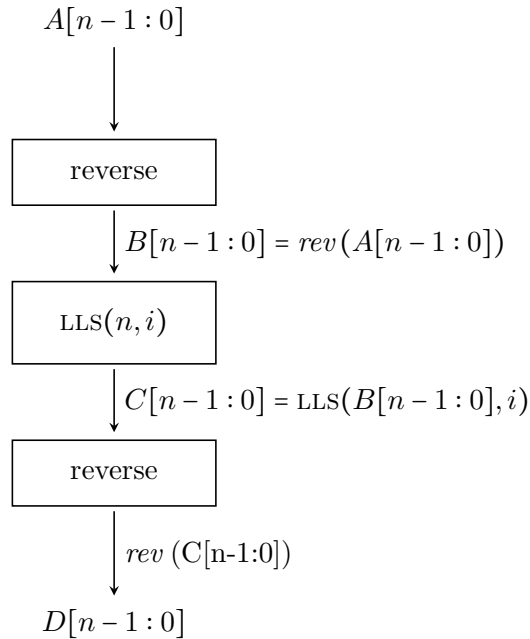 A[n − 1 : 0]
reverse
B[n − 1 : 0] = rev(A[n − 1 : 0])
LLS(n, i)
C[n − 1 : 0] = LLS(B[n − 1 : 0], i)
reverse
rev (C[n-1:0])
D[n − 1 : 0]